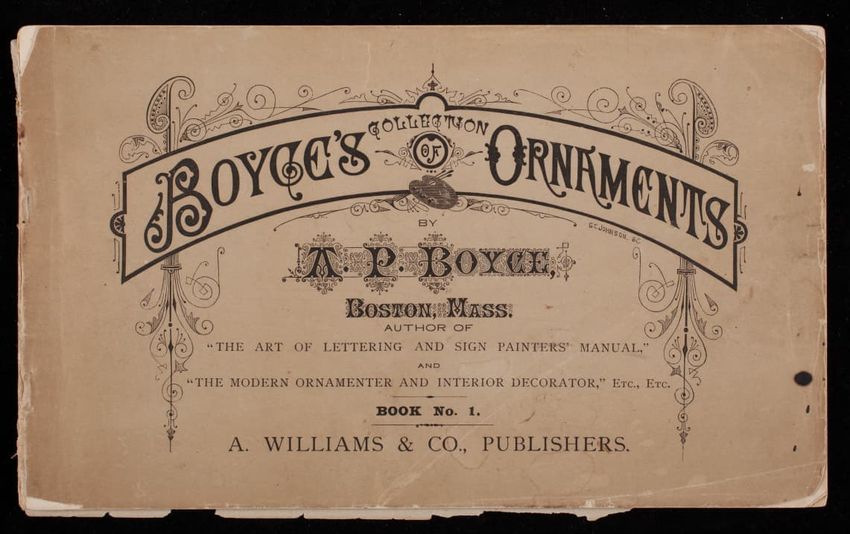 BOYCE'S COLLECTION OF ORNAMENTS
BY
A. P. BOYCE,
BOSTON, MASS.
AUTHOR OF
"THE ART OF LETTERING AND SIGN PAINTERS' MANUAL,"
AND
"THE MODERN ORNAMENTER AND INTERIOR DECORATOR," ETC., ETC.
BOOK No. 1.
A. WILLIAMS & CO., PUBLISHERS.